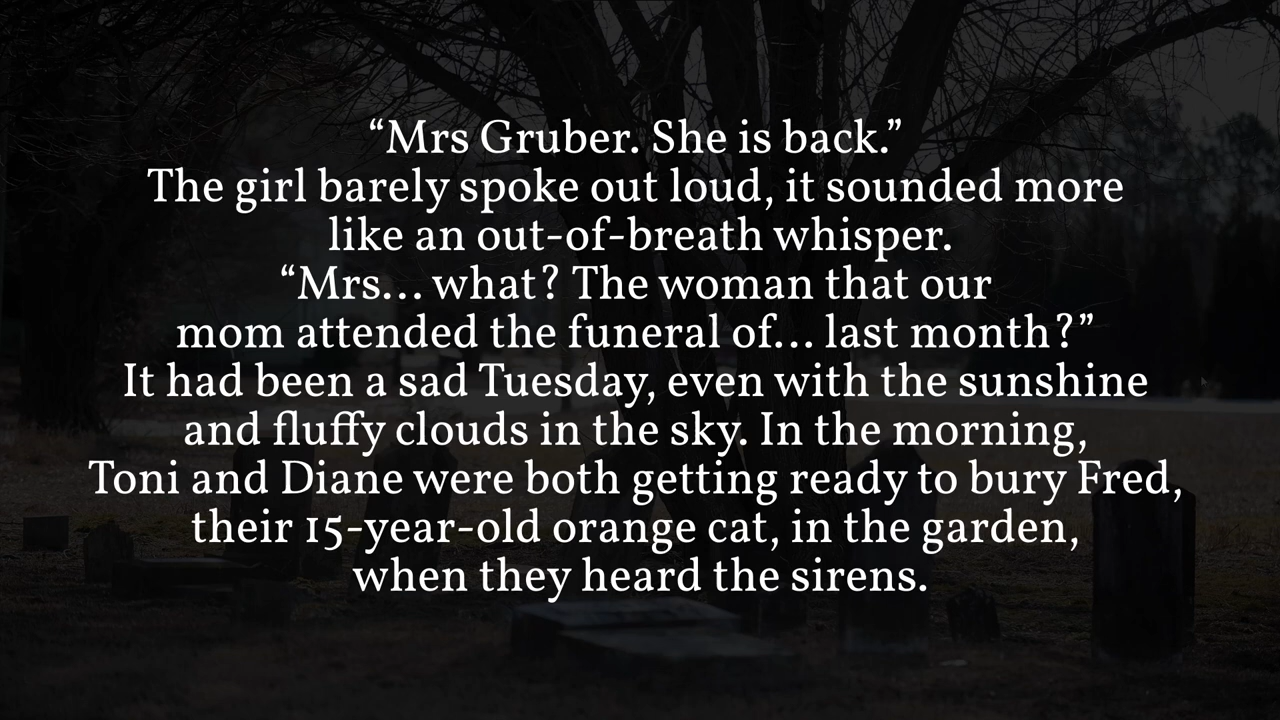 “Mrs Gruber. She is back.”
The girl barely spoke out loud, it sounded more
like an out-of-breath whisper.
“Mrs… what? The woman that our
mom attended the funeral of… last month?”
It had been a sad Tuesday, even with the sunshine
and fluffy clouds in the sky. In the morning,
Toni and Diane were both getting ready to bury Fred,
their 15-year-old orange cat, in the garden,
when they heard the sirens.